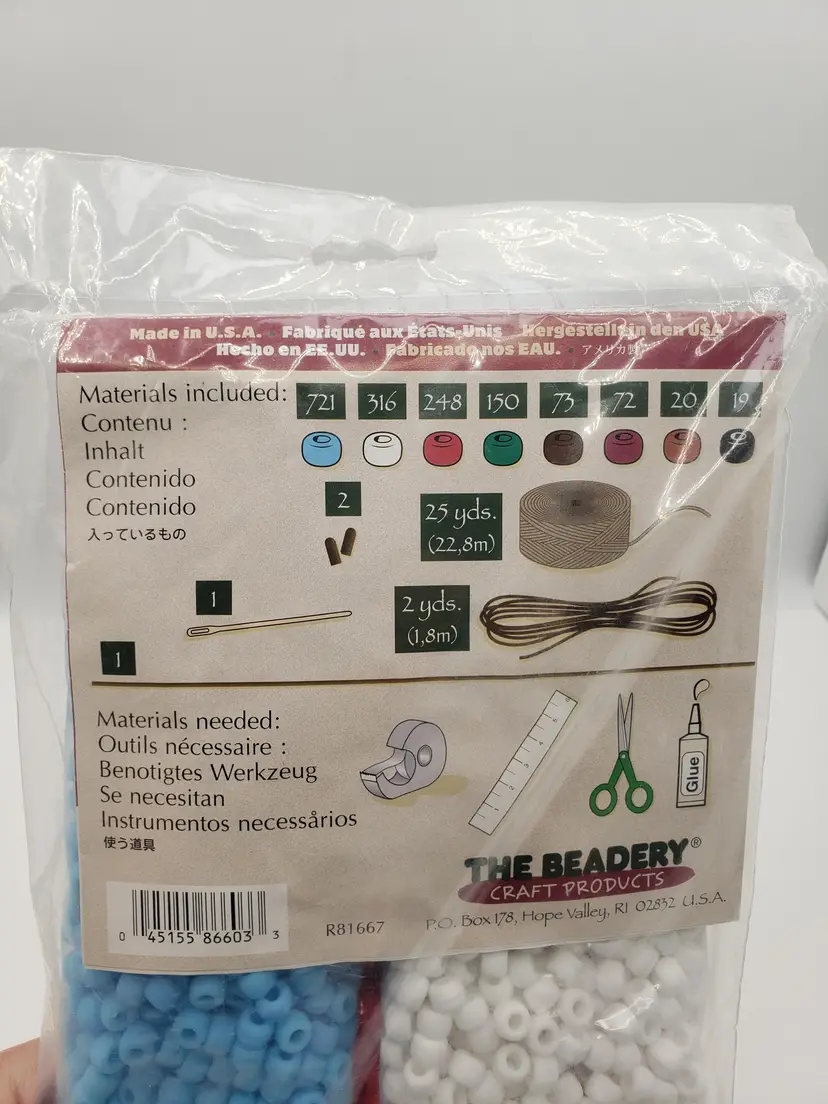 Made in U.S.A. · Fabriqué aux États-Unis · Hergestellt in den USA
Hecho en EE.UU. · Fabricado nos EAU. · アメリカ製
Materials included:
721 316 248 150 73 72 20 19
Contenu :
Inhalt
Contenido
Contenido
入っているもの
2
25 yds.
(22,8m)
1
2 yds.
(1,8m)
1
Materials needed:
Outils nécessaire :
Benotigtes Werkzeug
Se necesitan
Instrumentos necessårios
使う道具
Glue
THE BEADERY®
CRAFT PRODUCTS
P.O. Box 178, Hope Valley, RI 02832 U.S.A.
R81667
0 45155 86603 3